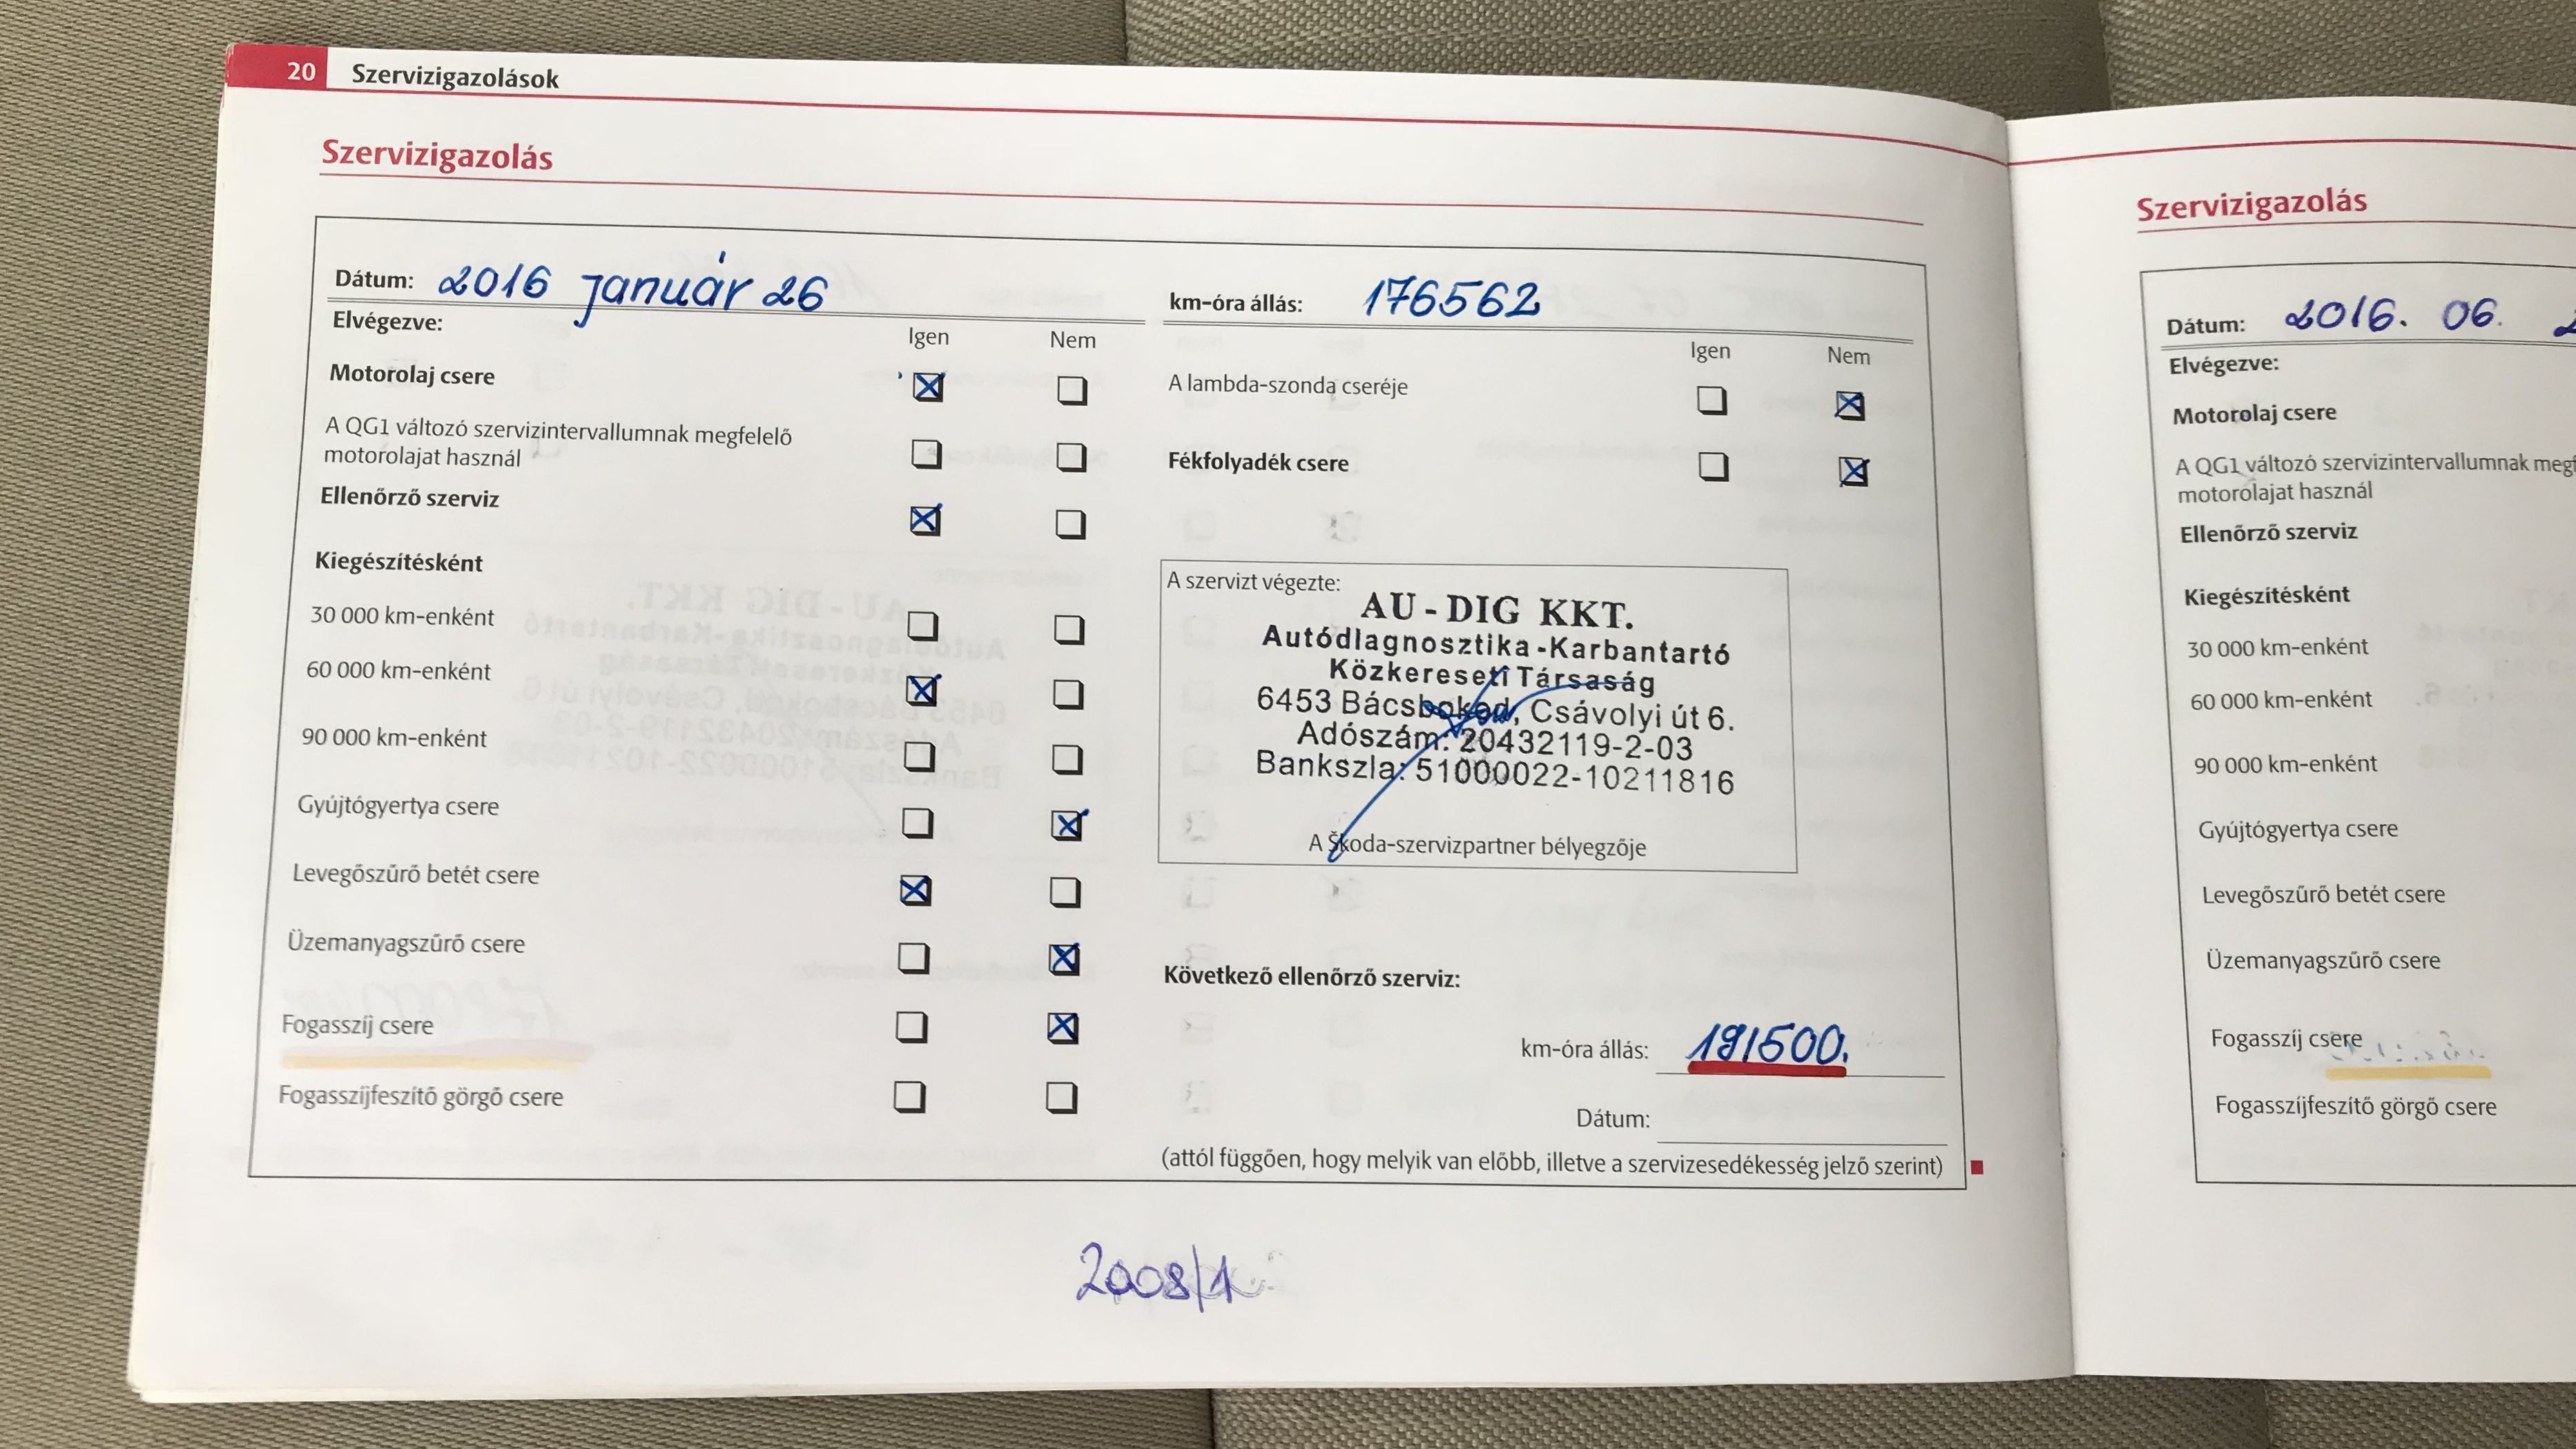 20 Szervizigazolások
Szervizigazolás
Dátum: 2016 január 26
km-óra állás: 176562
Elvégezve:
Igen Nem
Igen Nem
Motorolaj csere
A lambda-szonda cseréje
A QG1 változó szervizintervallumnak megfelelő
motorolajat használ
Fékfolyadék csere
Ellenőrző szerviz
Kiegészítésként
30 000 km-enként
60 000 km-enként
90 000 km-enként
Gyújtógyertya csere
Levegőszűrő betét csere
Üzemanyagszűrő csere
Fogasszíj csere
Fogasszíjfeszítő görgő csere
A szervizt végezte:
AU - DIG KKT.
Autódiagnosztika -Karbantartó
Közkereseti Társaság
6453 Bácsbokod, Csávolyi út 6.
Adószám: 20432119-2-03
Bankszla: 51000022-10211816
A Škoda-szervizpartner bélyegzője
Következő ellenőrző szerviz:
km-óra állás: 191500.
Dátum:
(attól függően, hogy melyik van előbb, illetve a szervizesedékesség jelző szerint)
2008/1
Szervizigazolás
Dátum: 2016. 06.
Elvégezve:
Motorolaj csere
A QG1 változó szervizintervallumnak
motorolajat használ
Ellenőrző szerviz
Kiegészítésként
30 000 km-enként
60 000 km-enként
90 000 km-enként
Gyújtógyertya csere
Levegőszűrő betét csere
Üzemanyagszűrő csere
Fogasszíj csere
Fogasszíjfeszítő görgő csere